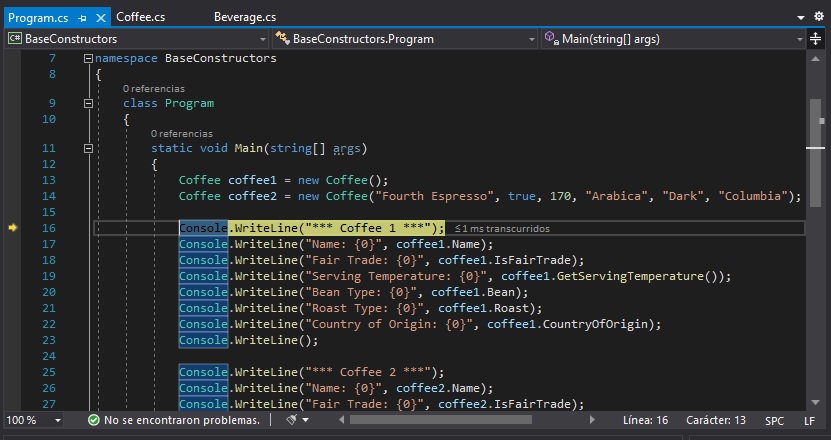 Program.cs
Coffee.cs
Beverage.cs
C# BaseConstructors
BaseConstructors.Program
Main(string[] args)
7 namespace BaseConstructors
8 {
0 referencias
9 class Program
10 {
0 referencias
11 static void Main(string[] args)
12 {
13 Coffee coffee1 = new Coffee();
14 Coffee coffee2 = new Coffee("Fourth Espresso", true, 170, "Arabica", "Dark", "Columbia");
15
16 Console.WriteLine("*** Coffee 1 ***"); ≤1 ms transcurridos
17 Console.WriteLine("Name: {0}", coffee1.Name);
18 Console.WriteLine("Fair Trade: {0}", coffee1.IsFairTrade);
19 Console.WriteLine("Serving Temperature: {0}", coffee1.GetServingTemperature());
20 Console.WriteLine("Bean Type: {0}", coffee1.Bean);
21 Console.WriteLine("Roast Type: {0}", coffee1.Roast);
22 Console.WriteLine("Country of Origin: {0}", coffee1.CountryOfOrigin);
23 Console.WriteLine();
24
25 Console.WriteLine("*** Coffee 2 ***");
26 Console.WriteLine("Name: {0}", coffee2.Name);
27 Console.WriteLine("Fair Trade: {0}", coffee2.IsFairTrade);
100 % No se encontraron problemas. Línea: 16 Carácter: 13 SPC LF